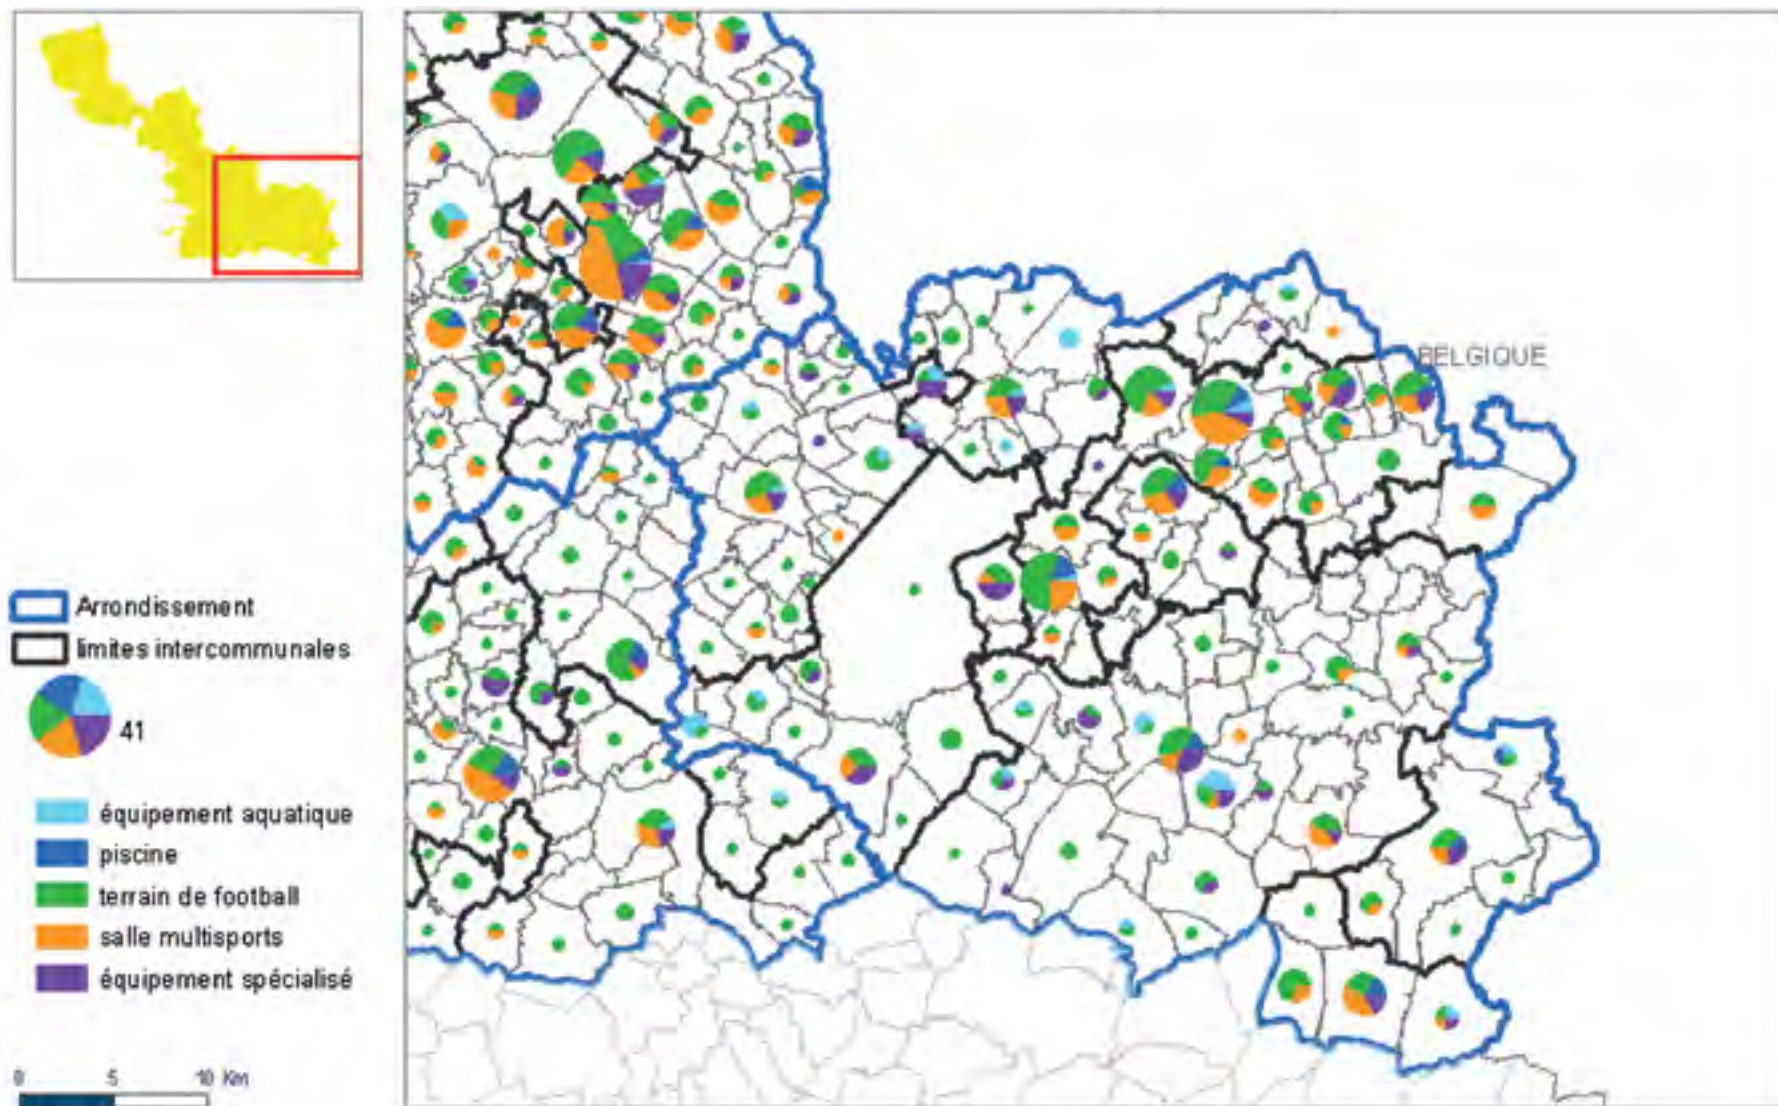 BELGIQUE
Arrondissement
limites intercommunales
41
équipement aquatique
piscine
terrain de football
salle multisports
équipement spécialisé
0 5 10 Km